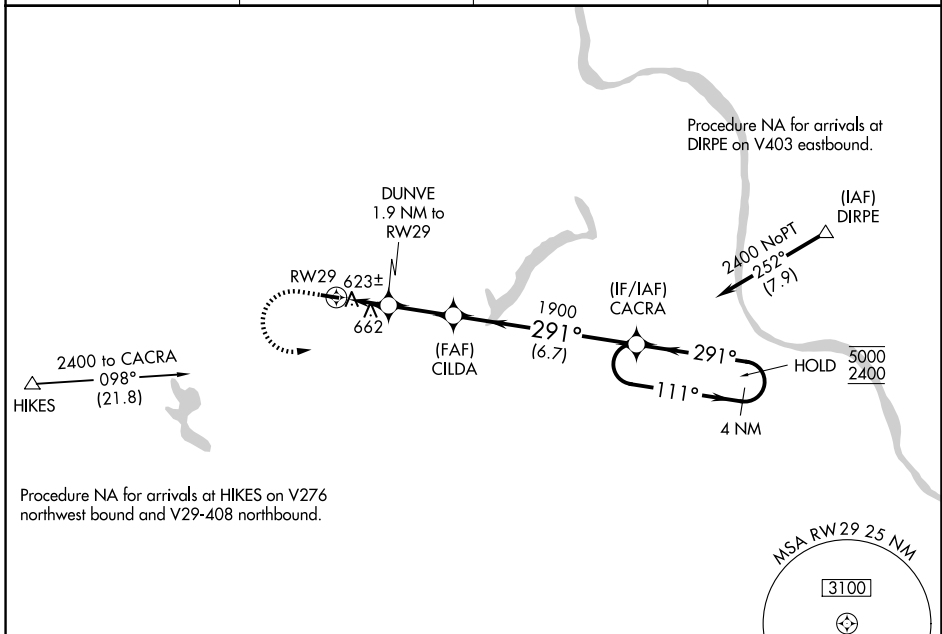 Procedure NA for arrivals at
DIRPE on V403 eastbound.
(IAF)
DIRPE
2400 NoPT
252°
(7.9)
DUNVE
1.9 NM to
RW29
RW29
623±
662
(FAF)
CILDA
1900
291°
(6.7)
(IF/IAF)
CACRA
291°
111°
4 NM
HOLD
5000
2400
2400 to CACRA
098°
(21.8)
HIKES
Procedure NA for arrivals at HIKES on V276
northwest bound and V29-408 northbound.
MSA RW29 25 NM
3100